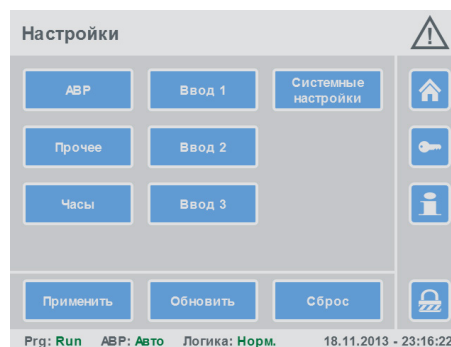 Настройки
АВР
Ввод 1
Системные
настройки
Прочее
Ввод 2
Часы
Ввод 3
Применить
Обновить
Сброс
Prg: Run АВР: Авто Логика: Норм. 18.11.2013 - 23:16:22